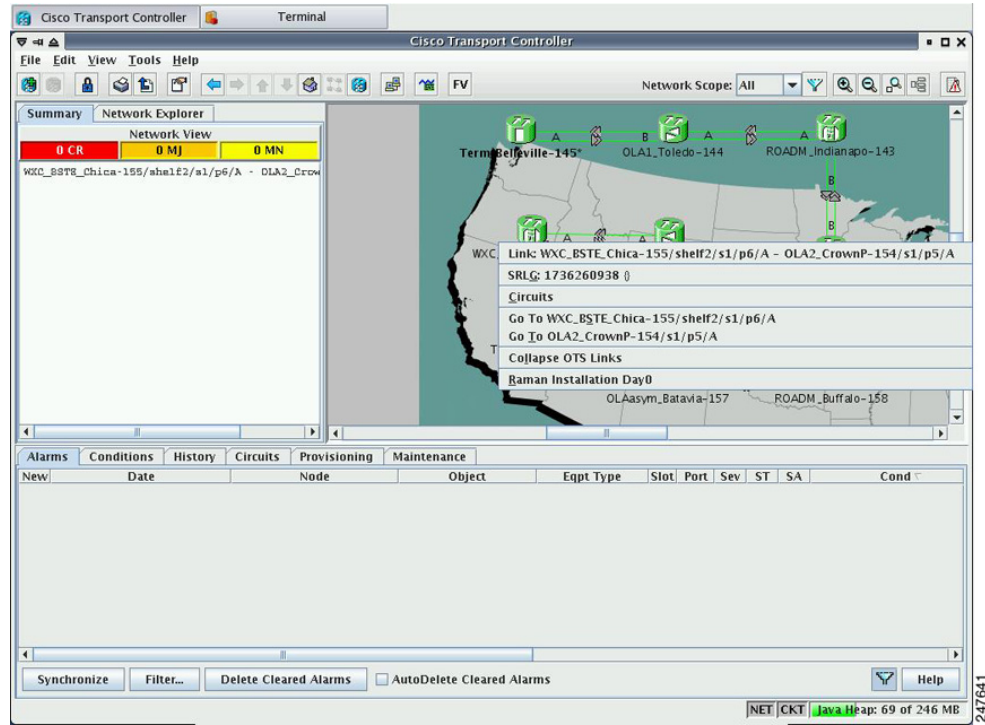 Cisco Transport Controller
Terminal
Cisco Transport Controller
File Edit View Tools Help
FV
Network Scope: All
Summary Network Explorer
Network View
0 CR 0 MJ 0 MN
WXC_BSTE_Chica-155/shelf2/s1/p6/A - OLA2_Crow
A B A A
Term_Belleville-145* OLA1_Toledo-144 ROADM_Indianapo-143
B
B
A A
WXC_
Link: WXC_BSTE_Chica-155/shelf2/s1/p6/A - OLA2_CrownP-154/s1/p5/A
SRLG: 1736260938 ()
Circuits
Go To WXC_BSTE_Chica-155/shelf2/s1/p6/A
Go To OLA2_CrownP-154/s1/p5/A
T
Collapse OTS Links
Raman Installation Day0
OLAasym_Batavia-157 ROADM_Buffalo-158
Alarms Conditions History Circuits Provisioning Maintenance
New Date Node Object Eqpt Type Slot Port Sev ST SA Cond
Synchronize Filter... Delete Cleared Alarms AutoDelete Cleared Alarms Help
NET CKT Java Heap: 69 of 246 MB
247641